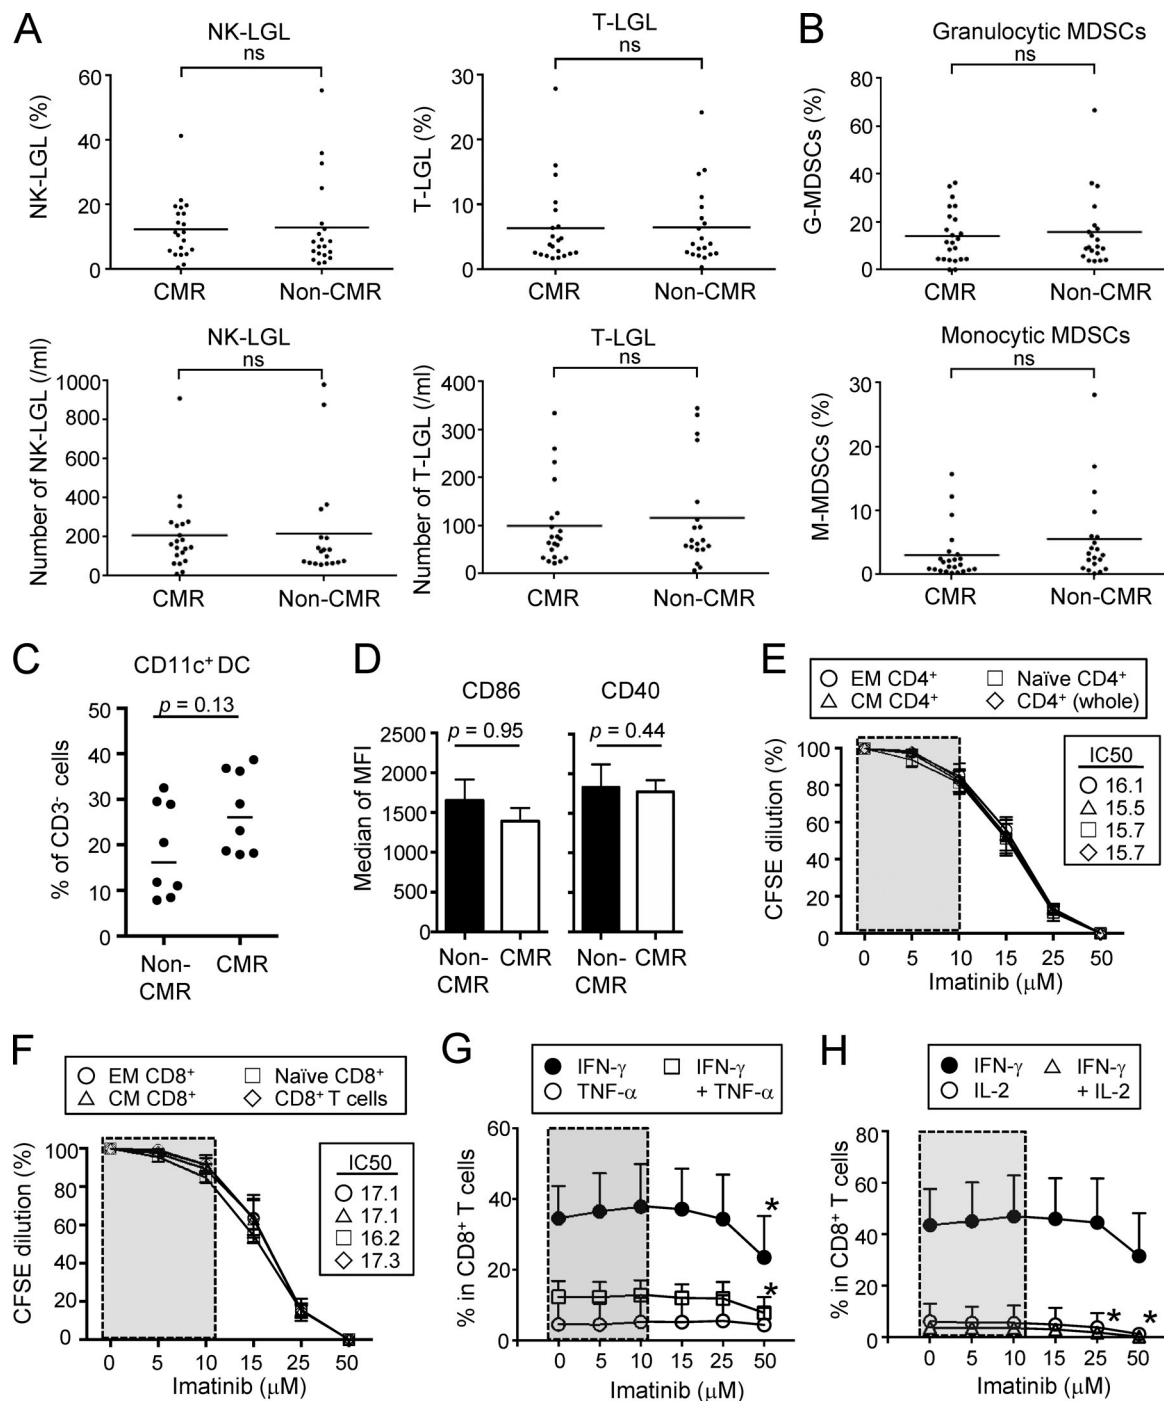 A
NK-LGL
ns
NK-LGL (%)
60
40
20
0
CMR
Non-CMR
T-LGL
ns
T-LGL (%)
30
20
10
0
CMR
Non-CMR
B
Granulocytic MDSCs
ns
G-MDSCs (%)
80
60
40
20
0
CMR
Non-CMR
NK-LGL
ns
Number of NK-LGL (/ml)
1000
800
600
400
200
0
CMR
Non-CMR
T-LGL
ns
Number of T-LGL (/ml)
400
300
200
100
0
CMR
Non-CMR
Monocytic MDSCs
ns
M-MDSCs (%)
30
20
10
0
CMR
Non-CMR
C
CD11c⁺ DC
p = 0.13
% of CD3⁻ cells
50
40
30
20
10
0
Non-
CMR
CMR
D
CD86
p = 0.95
CD40
p = 0.44
Median of MFI
2500
2000
1500
1000
500
0
Non-
CMR
CMR
Non-
CMR
CMR
E
EM CD4⁺
Naïve CD4⁺
CM CD4⁺
CD4⁺ (whole)
CFSE dilution (%)
100
80
60
40
20
0
IC50
16.1
15.5
15.7
15.7
0 5 10 15 25 50
Imatinib (μM)
F
EM CD8⁺
Naïve CD8⁺
CM CD8⁺
CD8⁺ T cells
CFSE dilution (%)
100
80
60
40
20
0
IC50
17.1
17.1
16.2
17.3
0 5 10 15 25 50
Imatinib (μM)
G
IFN-γ
IFN-γ
TNF-α
+ TNF-α
% in CD8⁺ T cells
60
40
20
0
*
*
0 5 10 15 25 50
Imatinib (μM)
H
IFN-γ
IFN-γ
IL-2
+ IL-2
% in CD8⁺ T cells
80
60
40
20
0
* *
0 5 10 15 25 50
Imatinib (μM)